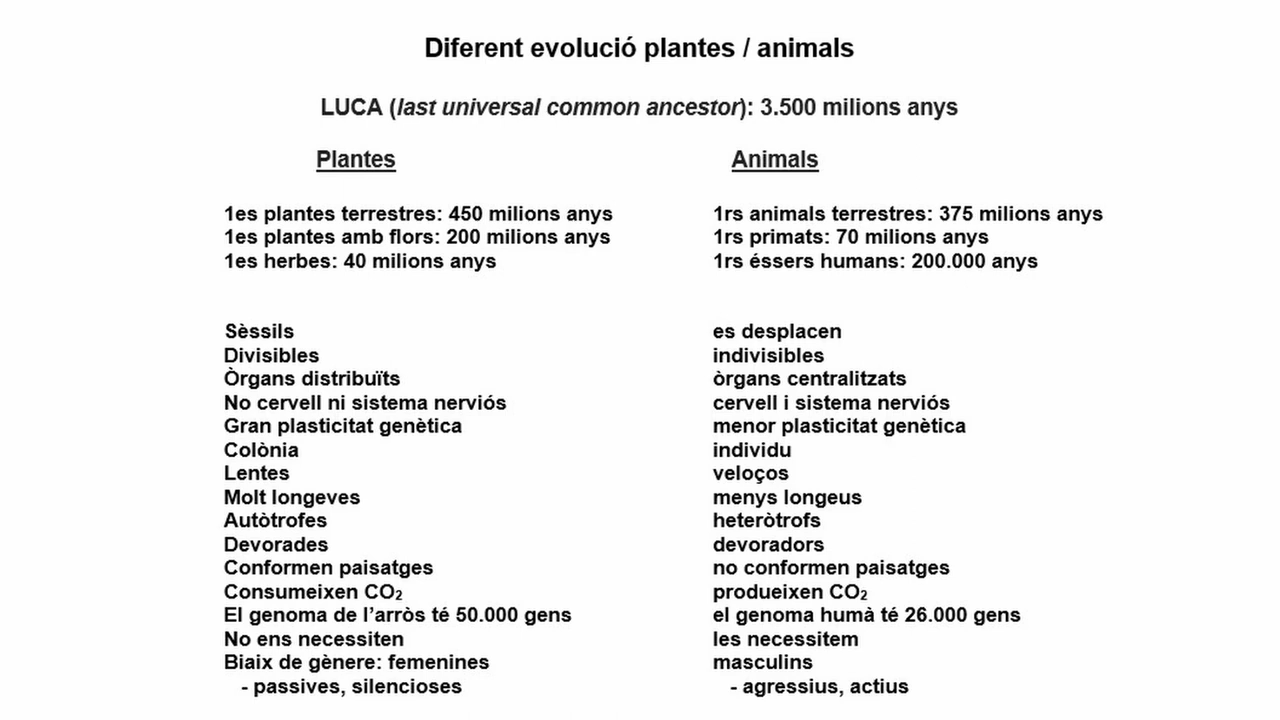 Diferent evolució plantes / animals
LUCA (last universal common ancestor): 3.500 milions anys
Plantes
1es plantes terrestres: 450 milions anys
1es plantes amb flors: 200 milions anys
1es herbes: 40 milions anys
Sèssils
Divisibles
Òrgans distribuïts
No cervell ni sistema nerviós
Gran plasticitat genètica
Colònia
Lentes
Molt longeves
Autòtrofes
Devorades
Conformen paisatges
Consumeixen CO₂
El genoma de l’arròs té 50.000 gens
No ens necessiten
Biaix de gènere: femenines
- passives, silencioses
Animals
1rs animals terrestres: 375 milions anys
1rs primats: 70 milions anys
1rs éssers humans: 200.000 anys
es desplacen
indivisibles
òrgans centralitzats
cervell i sistema nerviós
menor plasticitat genètica
individu
veloços
menys longeus
heteròtrofs
devoradors
no conformen paisatges
produeixen CO₂
el genoma humà té 26.000 gens
les necessitem
masculins
- agressius, actius